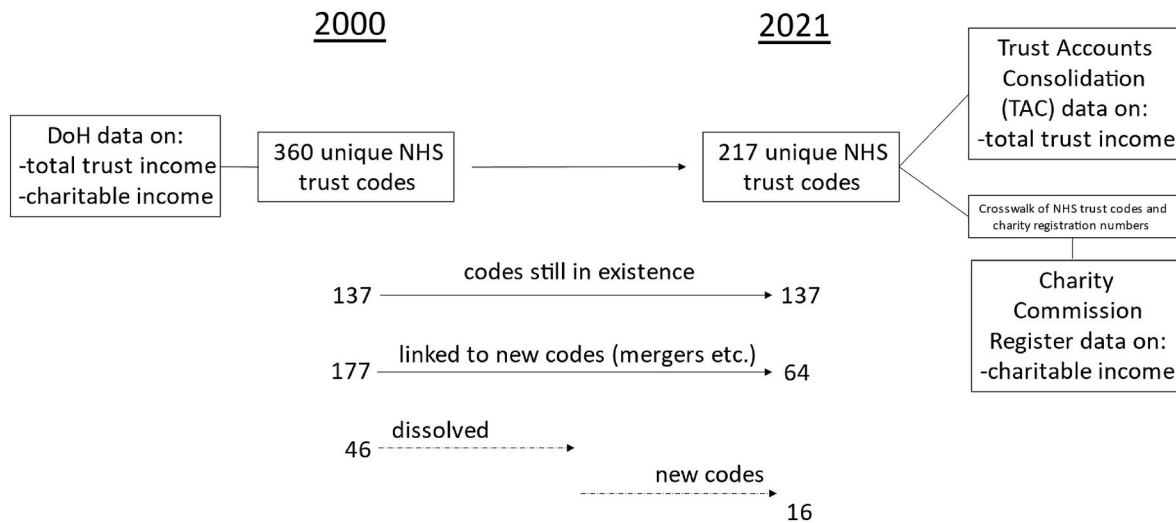 2000
2021
DoH data on:
-total trust income
-charitable income
360 unique NHS
trust codes
217 unique NHS
trust codes
Trust Accounts
Consolidation
(TAC) data on:
-total trust income
Crosswalk of NHS trust codes and
charity registration numbers
Charity
Commission
Register data on:
-charitable income
codes still in existence
137
137
linked to new codes (mergers etc.)
177
64
dissolved
46
new codes
16